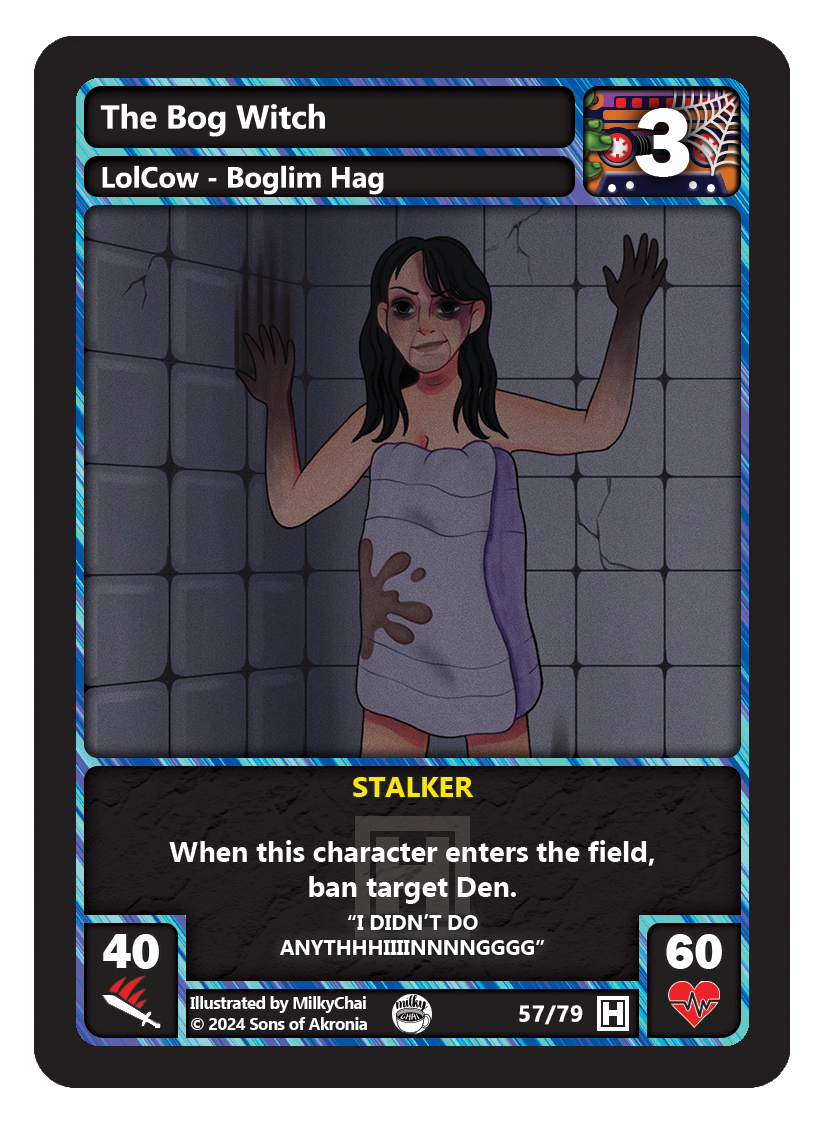 The Bog Witch
3
LolCow - Boglim Hag
STALKER
When this character enters the field,
ban target Den.
“I DIDN’T DO
ANYTHHHIIIINNNNGGGG”
40
60
Illustrated by MilkyChai
© 2024 Sons of Akronia
milky
CHAI
57/79
H